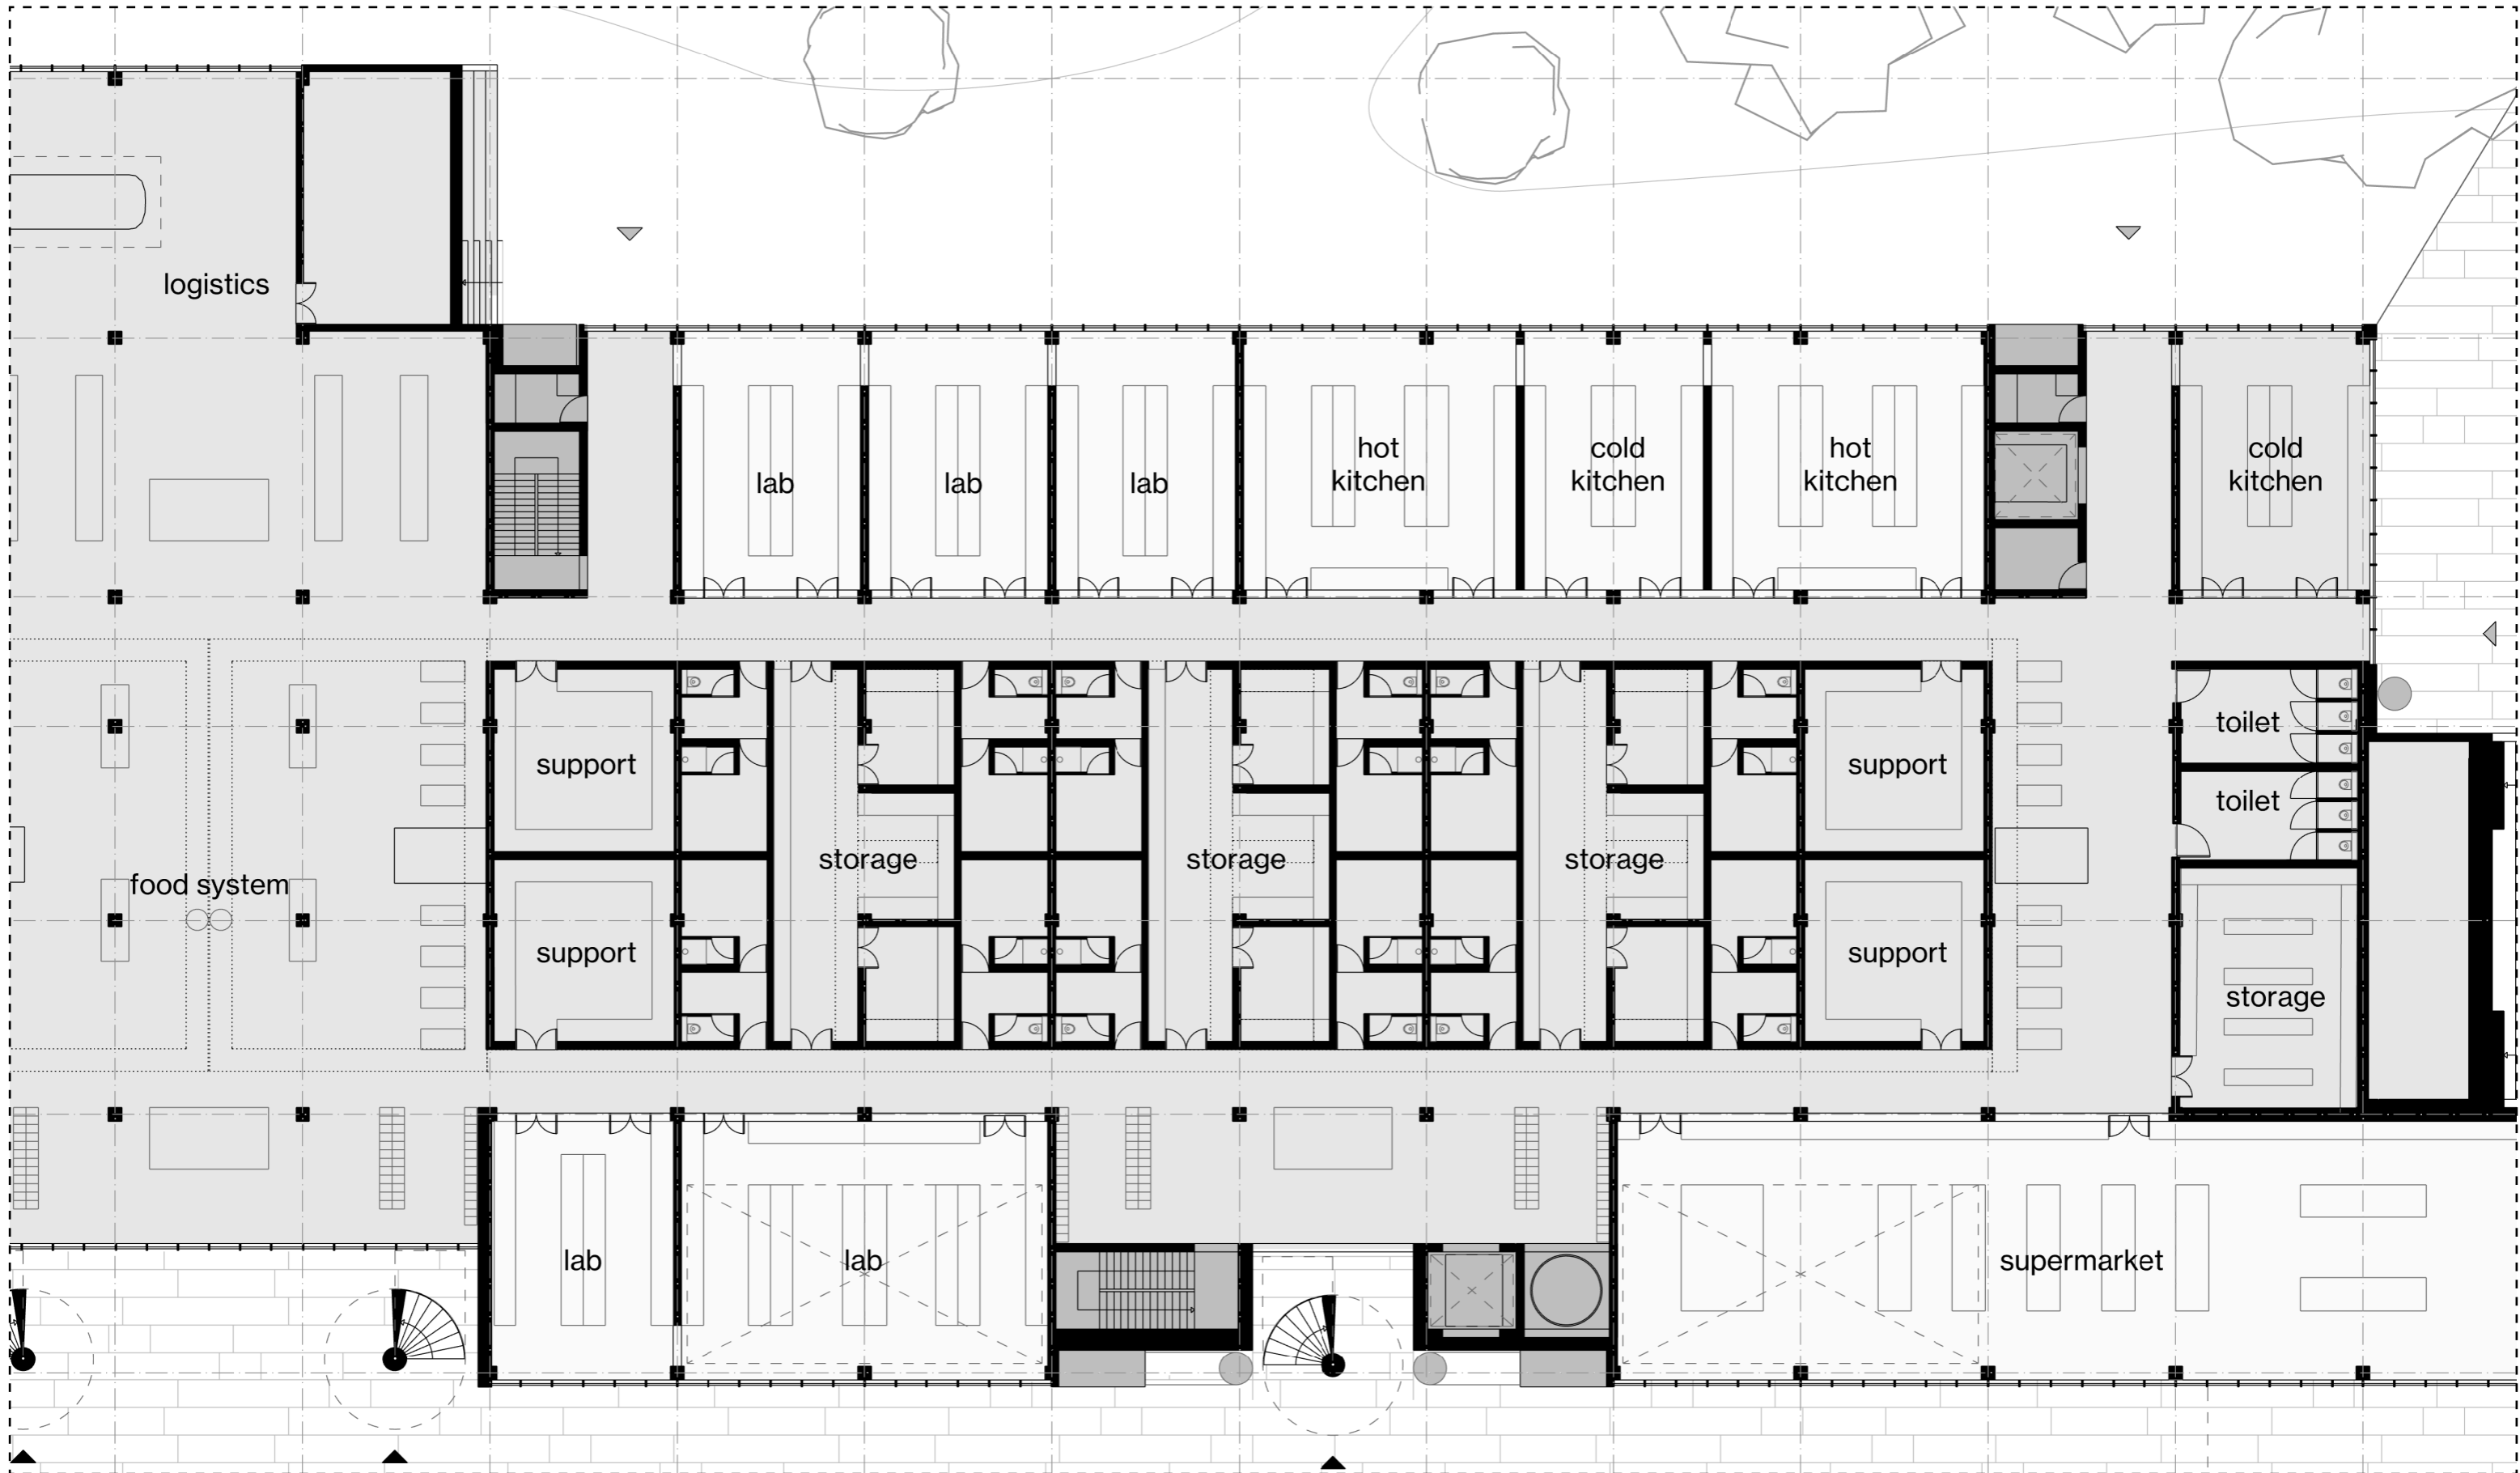 logistics
lab
lab
lab
hot
kitchen
cold
kitchen
hot
kitchen
cold
kitchen
support
support
toilet
toilet
storage
storage
storage
food system
support
support
storage
lab
lab
supermarket